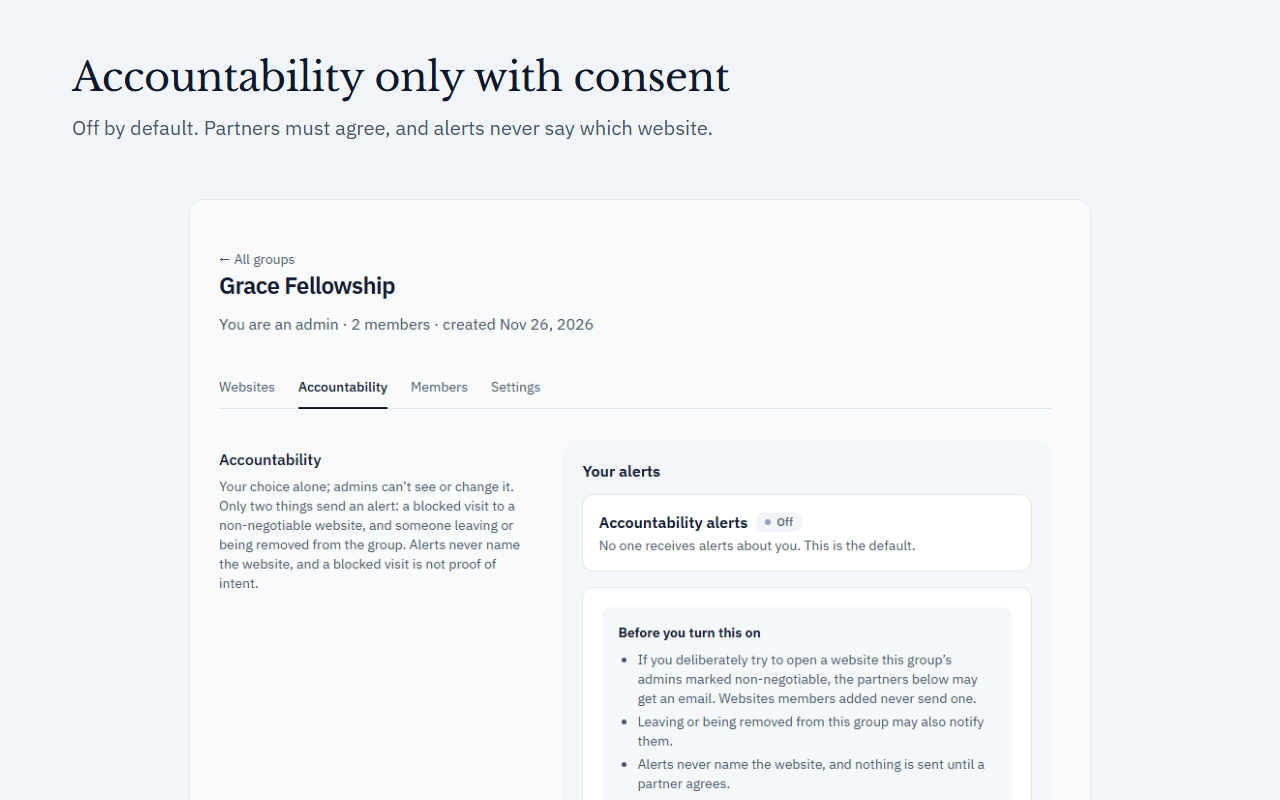 Accountability only with consent
Off by default. Partners must agree, and alerts never say which website.
← All groups
Grace Fellowship
You are an admin · 2 members · created Nov 26, 2026
Websites
Accountability
Members
Settings
Accountability
Your choice alone; admins can’t see or change it.
Only two things send an alert: a blocked visit to a
non-negotiable website, and someone leaving or
being removed from the group. Alerts never name
the website, and a blocked visit is not proof of
intent.
Your alerts
Accountability alerts
Off
No one receives alerts about you. This is the default.
Before you turn this on
• If you deliberately try to open a website this group’s
admins marked non-negotiable, the partners below may
get an email. Websites members added never send one.
• Leaving or being removed from this group may also notify
them.
• Alerts never name the website, and nothing is sent until a
partner agrees.